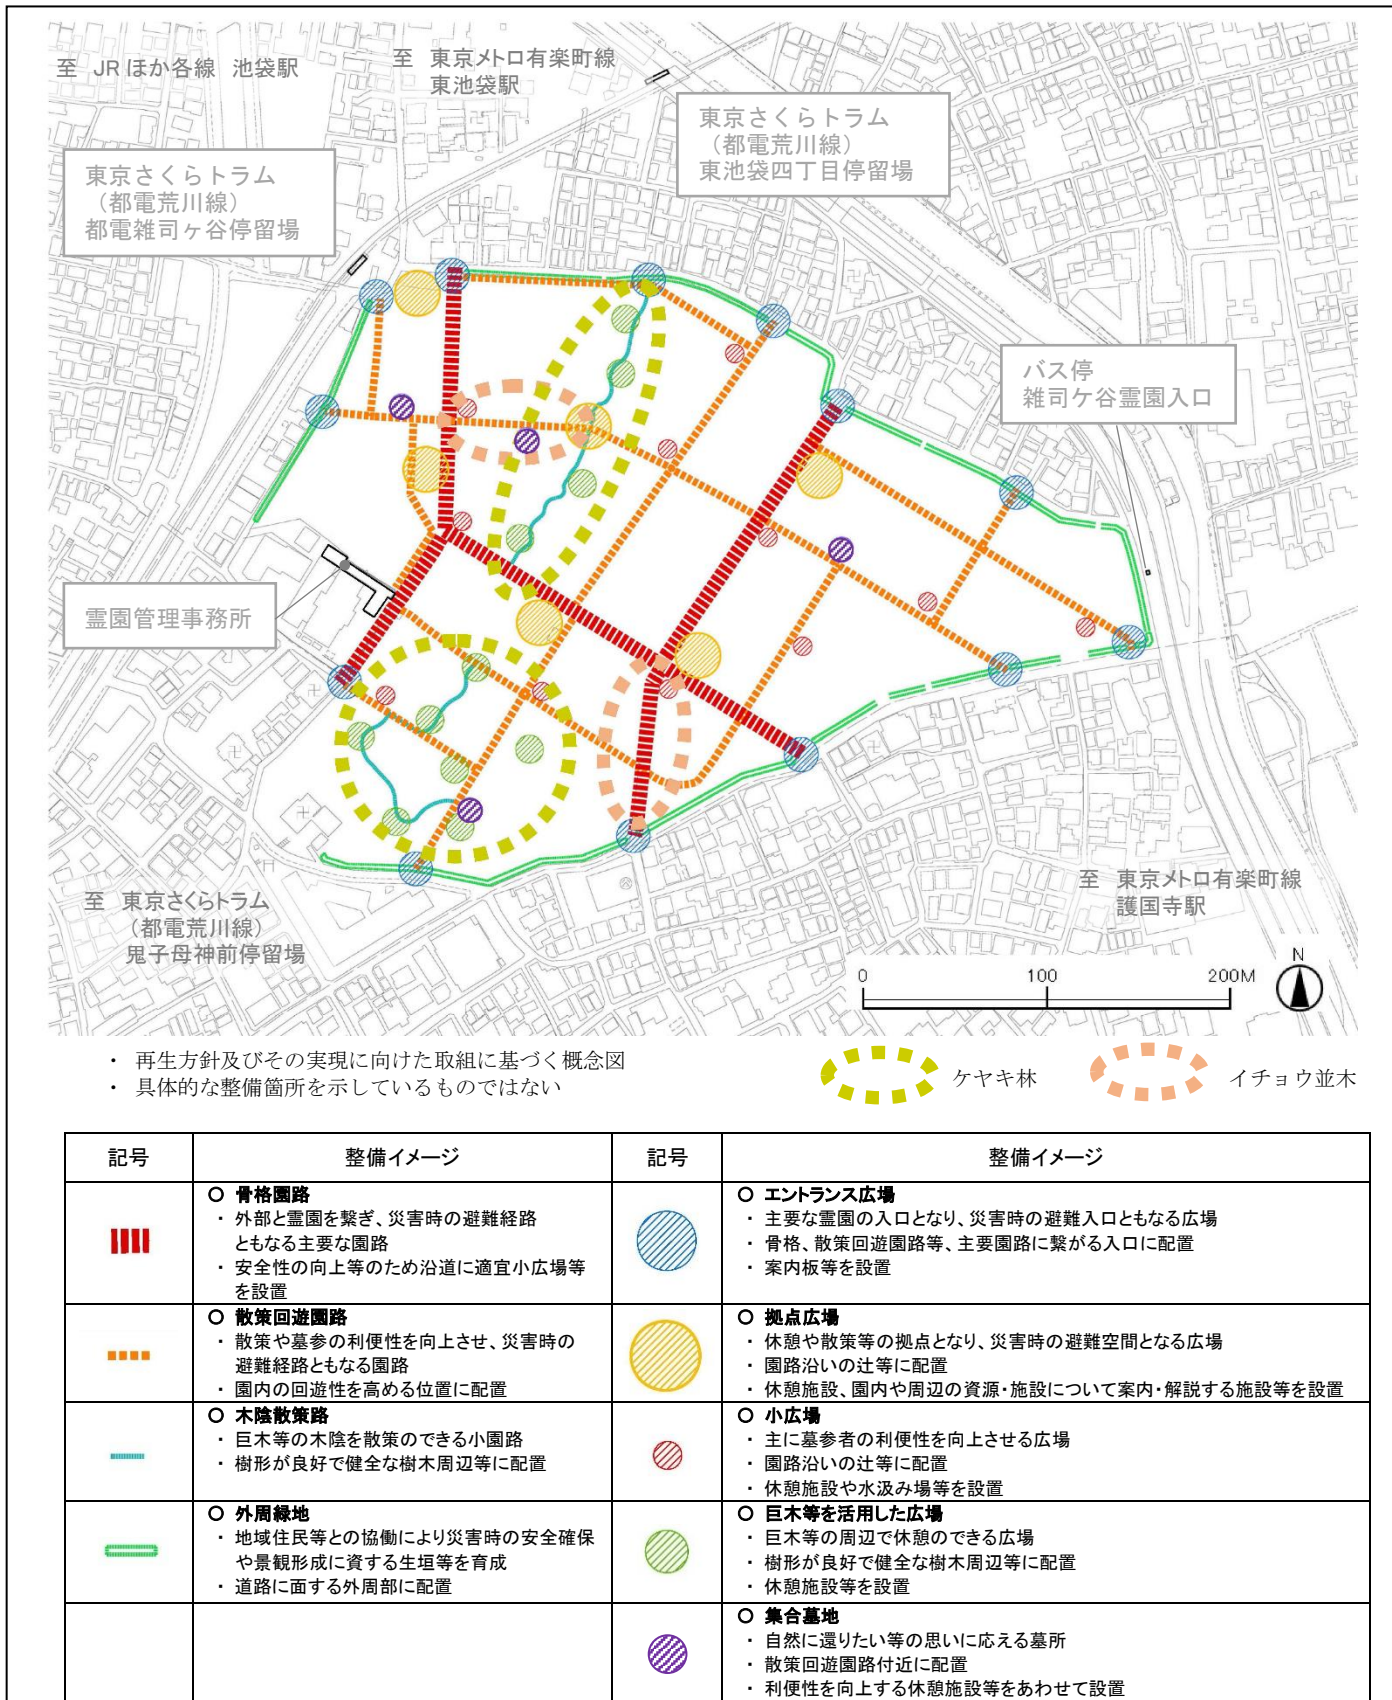 至 JRほか各線 池袋駅
至 東京メトロ有楽町線
東池袋駅
東京さくらトラム
（都電荒川線）
東池袋四丁目停留場
東京さくらトラム
（都電荒川線）
都電雑司ヶ谷停留場
バス停
雑司ケ谷霊園入口
霊園管理事務所
至 東京さくらトラム
（都電荒川線）
鬼子母神前停留場
至 東京メトロ有楽町線
護国寺駅
0 100 200M
N
・ 再生方針及びその実現に向けた取組に基づく概念図
・ 具体的な整備箇所を示しているものではない
ケヤキ林
イチョウ並木
記号 整備イメージ 記号 整備イメージ
○ 骨格園路
・ 外部と霊園を繋ぎ、災害時の避難経路
ともなる主要な園路
・ 安全性の向上等のため沿道に適宜小広場等
を設置
○ エントランス広場
・ 主要な霊園の入口となり、災害時の避難入口ともなる広場
・ 骨格、散策回遊園路等、主要園路に繋がる入口に配置
・ 案内板等を設置
○ 散策回遊園路
・ 散策や墓参の利便性を向上させ、災害時の
避難経路ともなる園路
・ 園内の回遊性を高める位置に配置
○ 拠点広場
・ 休憩や散策等の拠点となり、災害時の避難空間となる広場
・ 園路沿いの辻等に配置
・ 休憩施設、園内や周辺の資源・施設について案内・解説する施設等を設置
○ 木陰散策路
・ 巨木等の木陰を散策のできる小園路
・ 樹形が良好で健全な樹木周辺等に配置
○ 小広場
・ 主に墓参者の利便性を向上させる広場
・ 園路沿いの辻等に配置
・ 休憩施設や水汲み場等を設置
○ 外周緑地
・ 地域住民等との協働により災害時の安全確保
や景観形成に資する生垣等を育成
・ 道路に面する外周部に配置
○ 巨木等を活用した広場
・ 巨木等の周辺で休憩のできる広場
・ 樹形が良好で健全な樹木周辺等に配置
・ 休憩施設等を設置
○ 集合墓地
・ 自然に還りたい等の思いに応える墓所
・ 散策回遊園路付近に配置
・ 利便性を向上する休憩施設等をあわせて設置